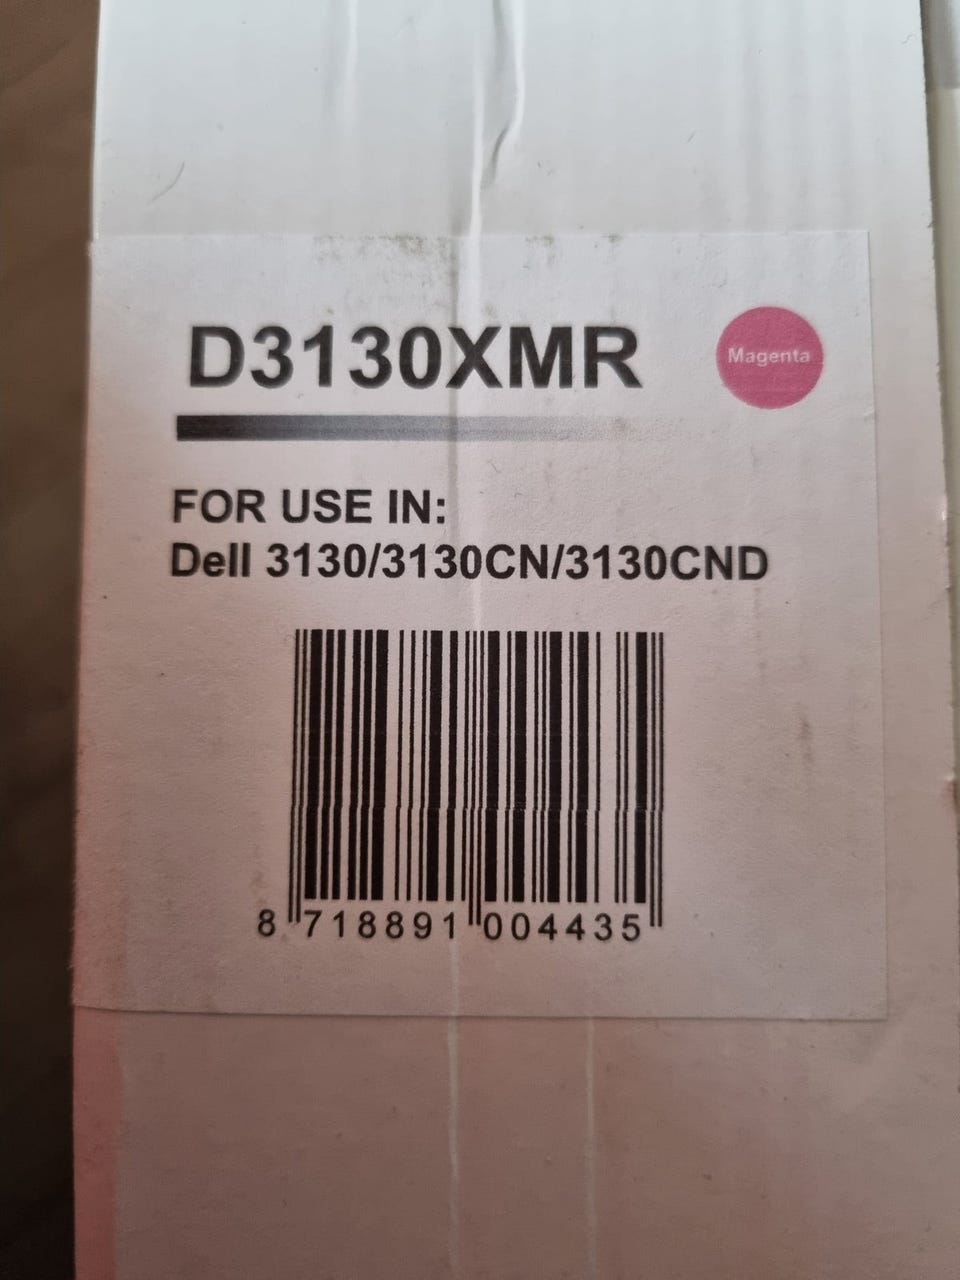 D3130XMR
Magenta
FOR USE IN:
Dell 3130/3130CN/3130CND
8 718891 004435